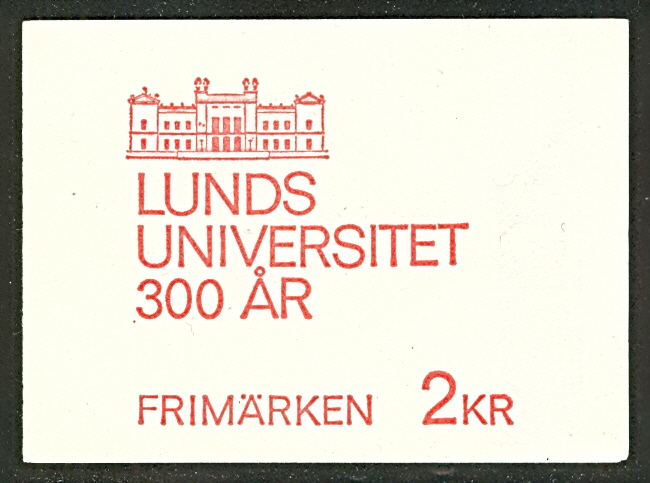 LUNDS
UNIVERSITET
300 ÅR
FRIMÄRKEN 2KR